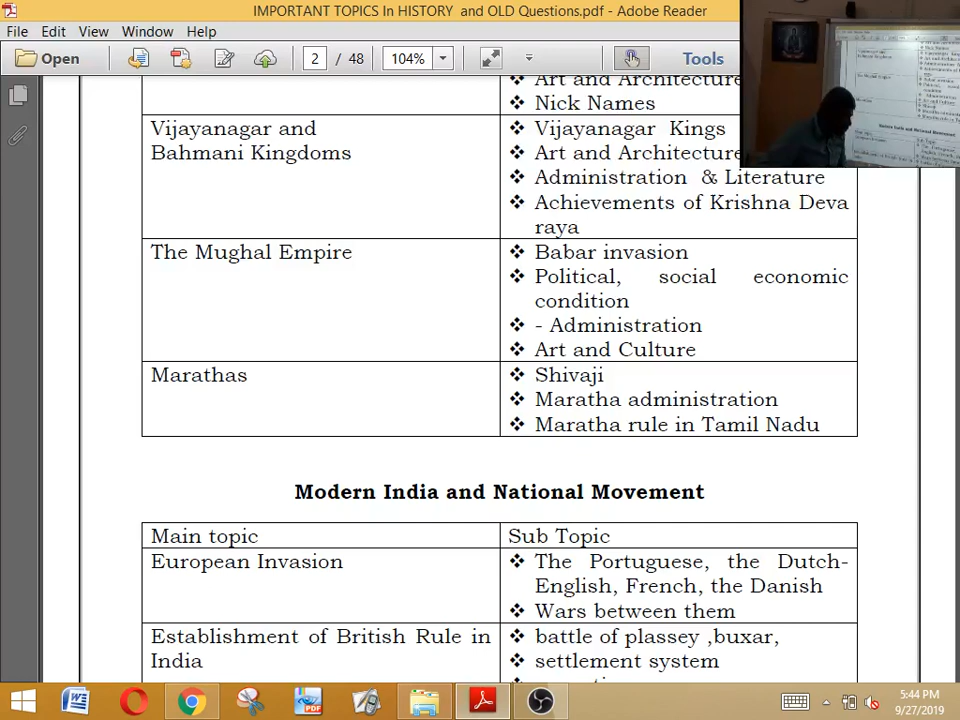 IMPORTANT TOPICS In HISTORY and OLD Questions.pdf - Adobe Reader
File Edit View Window Help
Open 2 / 48 104% Tools
Art and Architecture
❖ Nick Names
Vijayanagar and
Bahmani Kingdoms
❖ Vijayanagar Kings
❖ Art and Architecture
❖ Administration & Literature
❖ Achievements of Krishna Deva
raya
The Mughal Empire
❖ Babar invasion
❖ Political, social economic
condition
❖ - Administration
❖ Art and Culture
Marathas
❖ Shivaji
❖ Maratha administration
❖ Maratha rule in Tamil Nadu
Modern India and National Movement
Main topic
Sub Topic
European Invasion
❖ The Portuguese, the Dutch-
English, French, the Danish
❖ Wars between them
Establishment of British Rule in
India
❖ battle of plassey ,buxar,
❖ settlement system
5:44 PM
9/27/2019